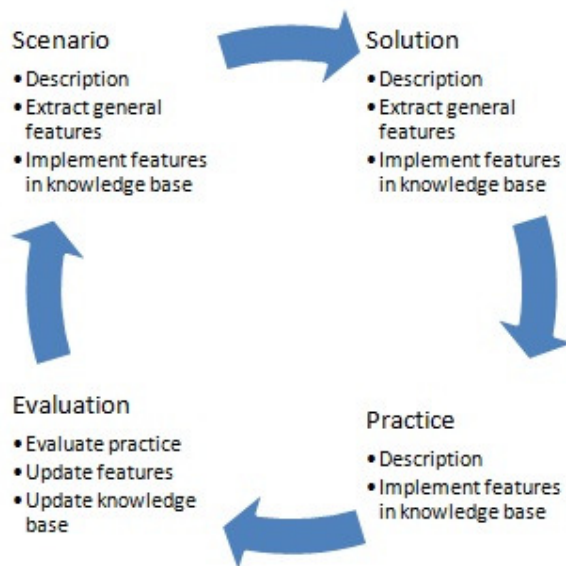 Scenario
•Description
•Extract general
features
•Implement features
in knowledge base
Solution
•Description
•Extract general
features
•Implement features
in knowledge base
Evaluation
•Evaluate practice
•Update features
•Update knowledge
base
Practice
•Description
•Implement features
in knowledge base